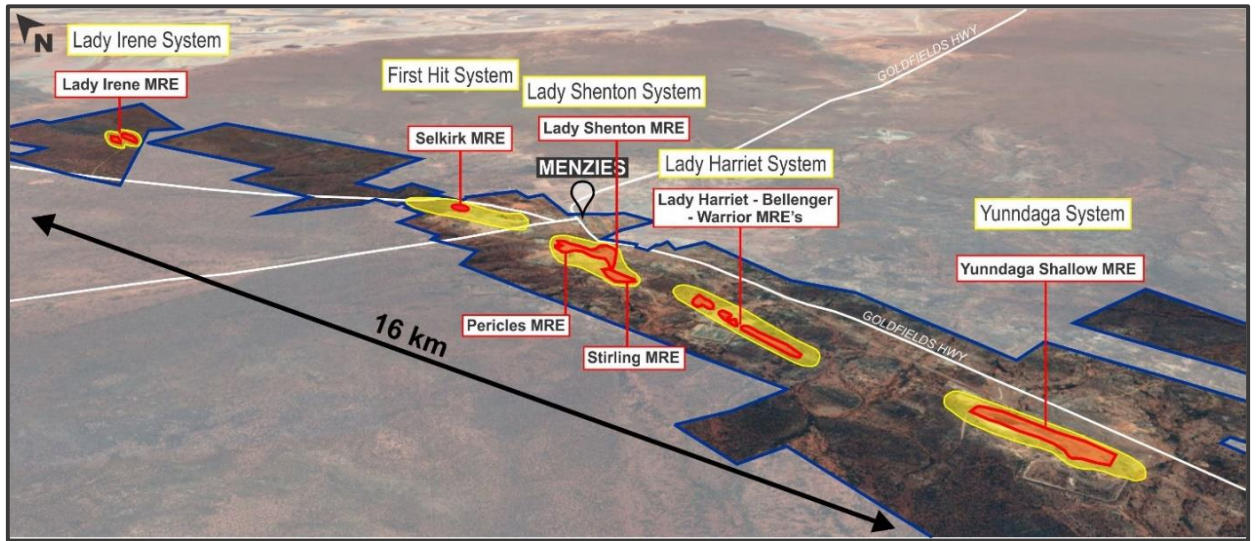 N
Lady Irene System
Lady Irene MRE
First Hit System
Selkirk MRE
Lady Shenton System
Lady Shenton MRE
MENZIES
GOLDFIELDS HWY
Lady Harriet System
Lady Harriet - Bellenger
- Warrior MRE's
Yunndaga System
Yunndaga Shallow MRE
Pericles MRE
Stirling MRE
GOLDFIELDS HWY
16 km